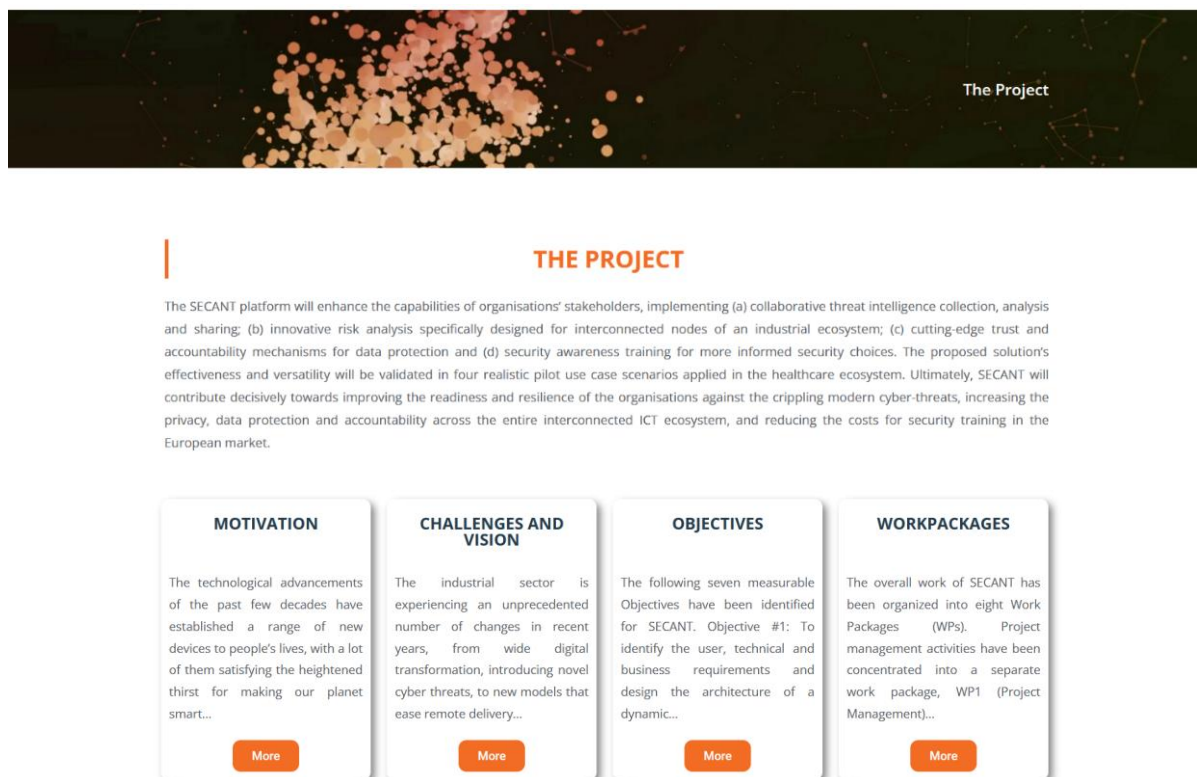 The Project
THE PROJECT
The SECANT platform will enhance the capabilities of organisations' stakeholders, implementing (a) collaborative threat intelligence collection, analysis
and sharing; (b) innovative risk analysis specifically designed for interconnected nodes of an industrial ecosystem; (c) cutting-edge trust and
accountability mechanisms for data protection and (d) security awareness training for more informed security choices. The proposed solution's
effectiveness and versatility will be validated in four realistic pilot use case scenarios applied in the healthcare ecosystem. Ultimately, SECANT will
contribute decisively towards improving the readiness and resilience of the organisations against the crippling modern cyber-threats, increasing the
privacy, data protection and accountability across the entire interconnected ICT ecosystem, and reducing the costs for security training in the
European market.
MOTIVATION
The technological advancements
of the past few decades have
established a range of new
devices to people's lives, with a lot
of them satisfying the heightened
thirst for making our planet
smart...
More
CHALLENGES AND
VISION
The industrial sector is
experiencing an unprecedented
number of changes in recent
years, from wide digital
transformation, introducing novel
cyber threats, to new models that
ease remote delivery...
More
OBJECTIVES
The following seven measurable
Objectives have been identified
for SECANT. Objective #1: To
identify the user, technical and
business requirements and
design the architecture of a
dynamic...
More
WORKPACKAGES
The overall work of SECANT has
been organized into eight Work
Packages (WPs). Project
management activities have been
concentrated into a separate
work package, WP1 (Project
Management)...
More